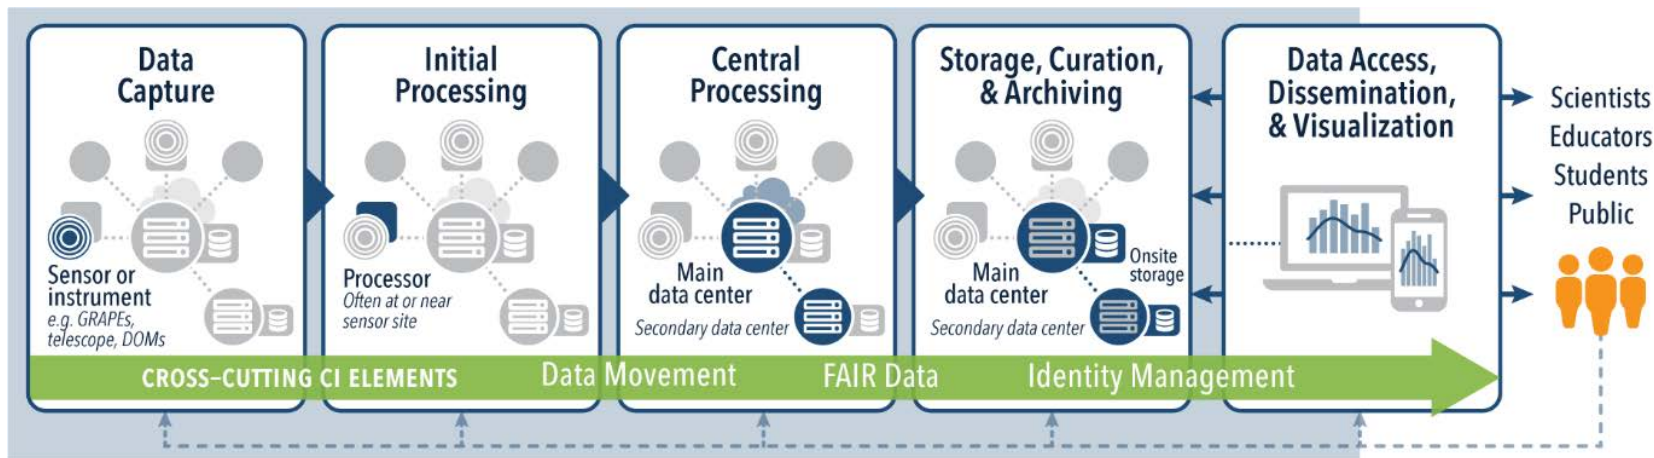 Data
Capture
Sensor or
instrument
e.g. GRAPEs,
telescope, DOMs
Initial
Processing
Processor
Often at or near
sensor site
Central
Processing
Main
data center
Secondary data center
Storage, Curation,
& Archiving
Onsite
storage
Main
data center
Secondary data center
Data Access,
Dissemination,
& Visualization
Scientists
Educators
Students
Public
CROSS–CUTTING CI ELEMENTS Data Movement FAIR Data Identity Management